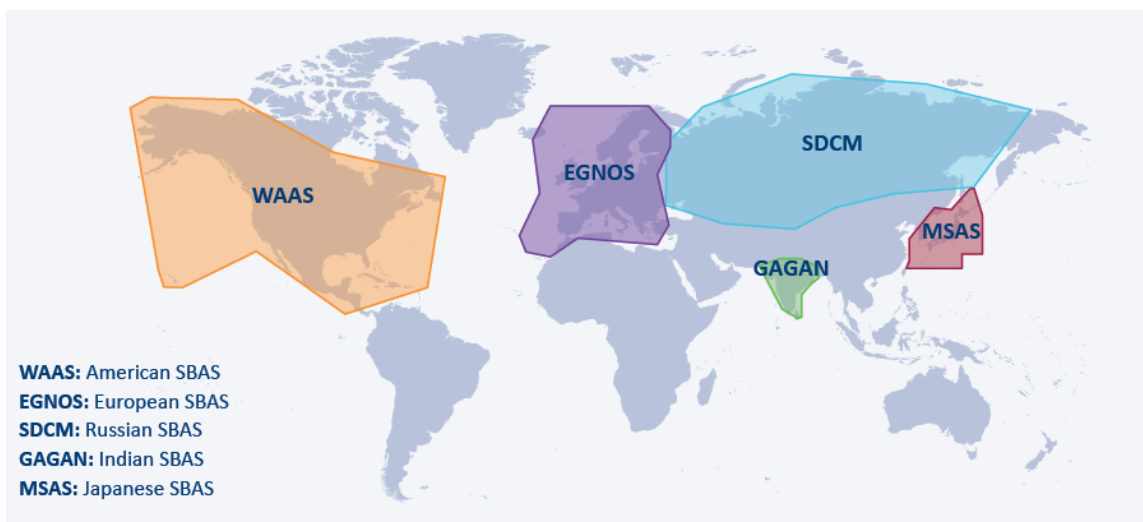 SDCM
EGNOS
WAAS
MSAS
GAGAN
WAAS: American SBAS
EGNOS: European SBAS
SDCM: Russian SBAS
GAGAN: Indian SBAS
MSAS: Japanese SBAS